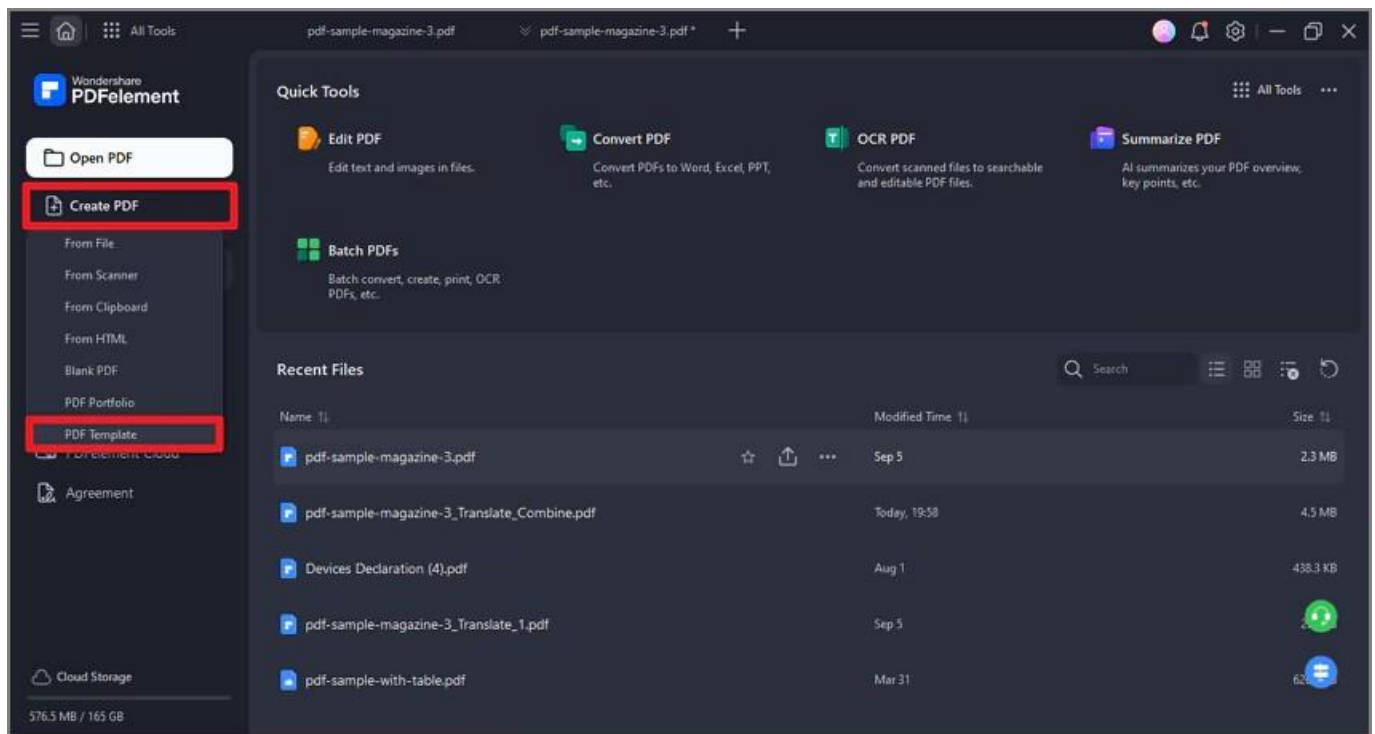 All Tools
pdf-sample-magazine-3.pdf
pdf-sample-magazine-3.pdf *
Wondershare
PDFelement
Open PDF
Create PDF
From File
From Scanner
From Clipboard
From HTML
Blank PDF
PDF Portfolio
PDF Template
PDFelement Cloud
Agreement
Cloud Storage
576.5 MB / 165 GB
Quick Tools
All Tools
Edit PDF
Edit text and images in files.
Convert PDF
Convert PDFs to Word, Excel, PPT,
etc.
OCR PDF
Convert scanned files to searchable
and editable PDF files.
Summarize PDF
AI summarizes your PDF overview,
key points, etc.
Batch PDFs
Batch convert, create, print, OCR
PDFs, etc.
Recent Files
Search
Name
Modified Time
Size
pdf-sample-magazine-3.pdf
Sep 5
2.3 MB
pdf-sample-magazine-3_Translate_Combine.pdf
Today, 19:58
4.5 MB
Devices Declaration (4).pdf
Aug 1
438.3 KB
pdf-sample-magazine-3_Translate_1.pdf
Sep 5
pdf-sample-with-table.pdf
Mar 31